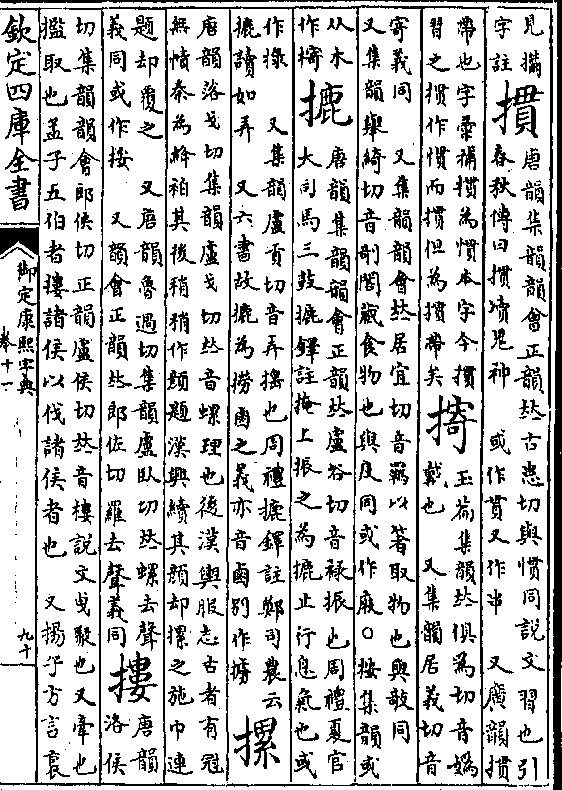 見擵
字註
摜
唐韻集韻韻會正韻𠀤古患切與慣同說文習也引
春秋傳曰摜瀆鬼神 或作貫又作串 又廣韻摜
帶也字彙摜為慣本字今摜
習之摜作慣而摜但為摜帶矣
玉篇集韻𠀤俱為切音嬀
戴也 又集韻居義切音
寄義同 又集韻韻會𠀤居宜切音羈以箸取物也與㩻同
又集韻舉綺切音剞閣藏食物也與庋同或作庪○按集韻或
从木
作
摝
唐韻集韻韻會正韻𠀤盧谷切音祿振也周禮夏官
大司馬三鼓摝鐸註掩上振之為摝止行息氣也或
作 又集韻盧貢切音弄搖也周禮摝鐸註鄭司農云
摝讀如弄 又六書故摝為撈鹵之義亦音鹵別作
摞
唐韻落戈切集韻盧戈切𠀤音螺理也後漢輿服志古者有冠
無幘秦為絳袙其後稍稍作顏題漢興續其顏却摞之施巾連
題却覆之 又唐韻魯過切集韻盧臥切𠀤螺去聲
義同或作挼 又韻會正韻𠀤郎佐切羅去聲義同
摟
唐韻
洛侯
切集韻韻會郎侯切正韻盧侯切𠀤音樓說文曳聚也又牽也
攬取也孟子五伯者摟諸侯以伐諸侯者也 又揚子方言裒
欽定四庫全書
御定康熙字典
卷十一
九十